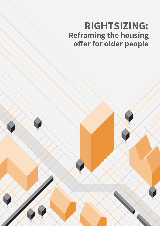 RIGHTSIZING:
Reframing the housing
offer for older people